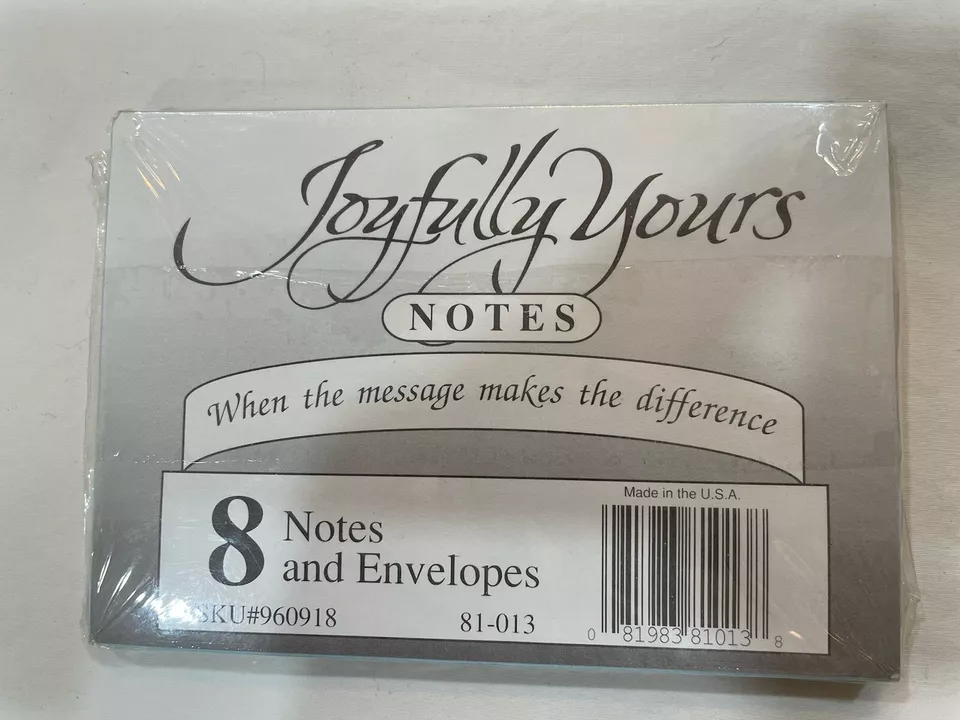 Joyfully Yours
NOTES
When the message makes the difference
8 Notes
and Envelopes
SKU#960918 81-013
Made in the U.S.A.
0 81983 81013 8